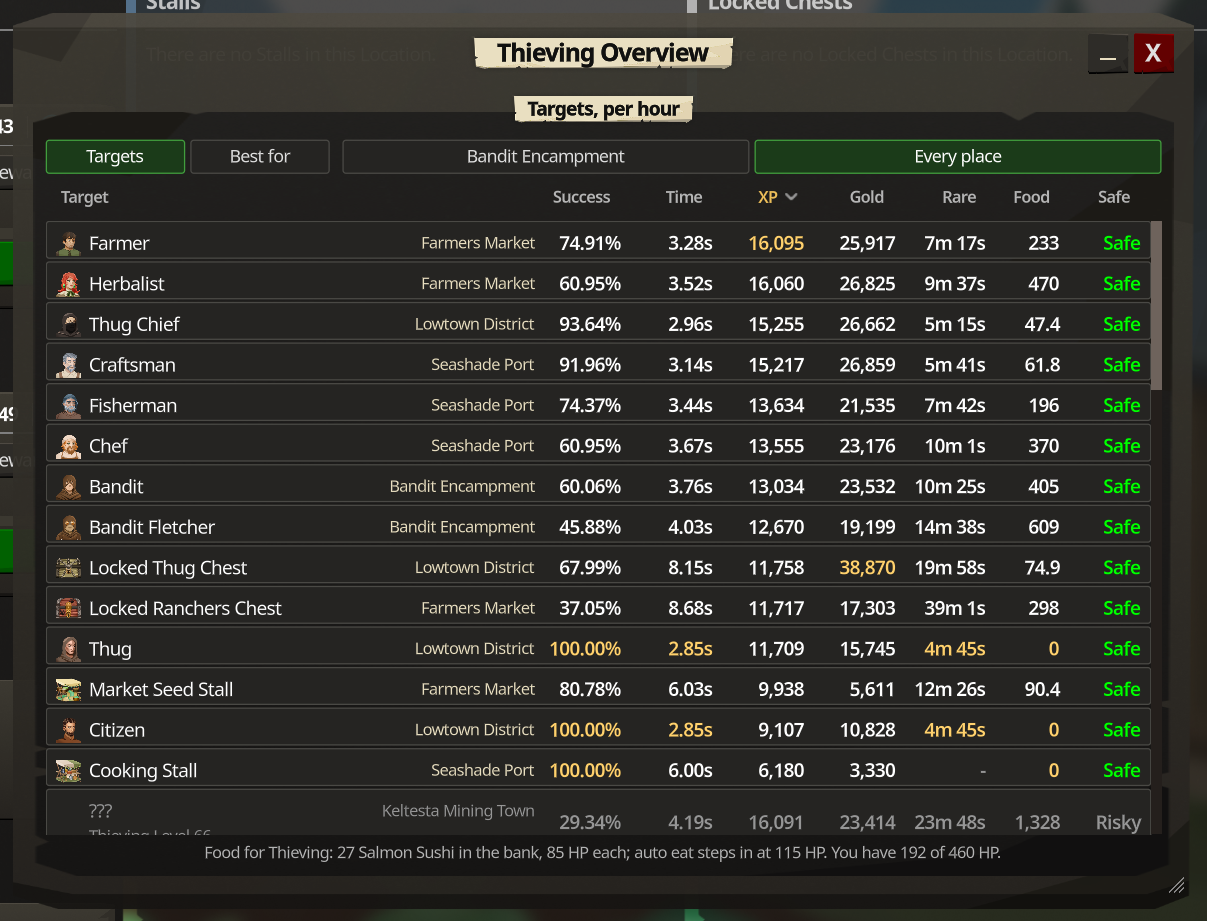 Stalls
Locked Chests
There are no Stalls in this Location.
are no Locked Chests in this Location.
Thieving Overview
X
Targets, per hour
Targets
Best for
Bandit Encampment
Every place
Target Success Time XP Gold Rare Food Safe
Farmer Farmers Market 74.91% 3.28s 16,095 25,917 7m 17s 233 Safe
Herbalist Farmers Market 60.95% 3.52s 16,060 26,825 9m 37s 470 Safe
Thug Chief Lowtown District 93.64% 2.96s 15,255 26,662 5m 15s 47.4 Safe
Craftsman Seashade Port 91.96% 3.14s 15,217 26,859 5m 41s 61.8 Safe
Fisherman Seashade Port 74.37% 3.44s 13,634 21,535 7m 42s 196 Safe
Chef Seashade Port 60.95% 3.67s 13,555 23,176 10m 1s 370 Safe
Bandit Bandit Encampment 60.06% 3.76s 13,034 23,532 10m 25s 405 Safe
Bandit Fletcher Bandit Encampment 45.88% 4.03s 12,670 19,199 14m 38s 609 Safe
Locked Thug Chest Lowtown District 67.99% 8.15s 11,758 38,870 19m 58s 74.9 Safe
Locked Ranchers Chest Farmers Market 37.05% 8.68s 11,717 17,303 39m 1s 298 Safe
Thug Lowtown District 100.00% 2.85s 11,709 15,745 4m 45s 0 Safe
Market Seed Stall Farmers Market 80.78% 6.03s 9,938 5,611 12m 26s 90.4 Safe
Citizen Lowtown District 100.00% 2.85s 9,107 10,828 4m 45s 0 Safe
Cooking Stall Seashade Port 100.00% 6.00s 6,180 3,330 - 0 Safe
??? Keltesta Mining Town 29.34% 4.19s 16,091 23,414 23m 48s 1,328 Risky
Thieving Level 66
Food for Thieving: 27 Salmon Sushi in the bank, 85 HP each; auto eat steps in at 115 HP. You have 192 of 460 HP.